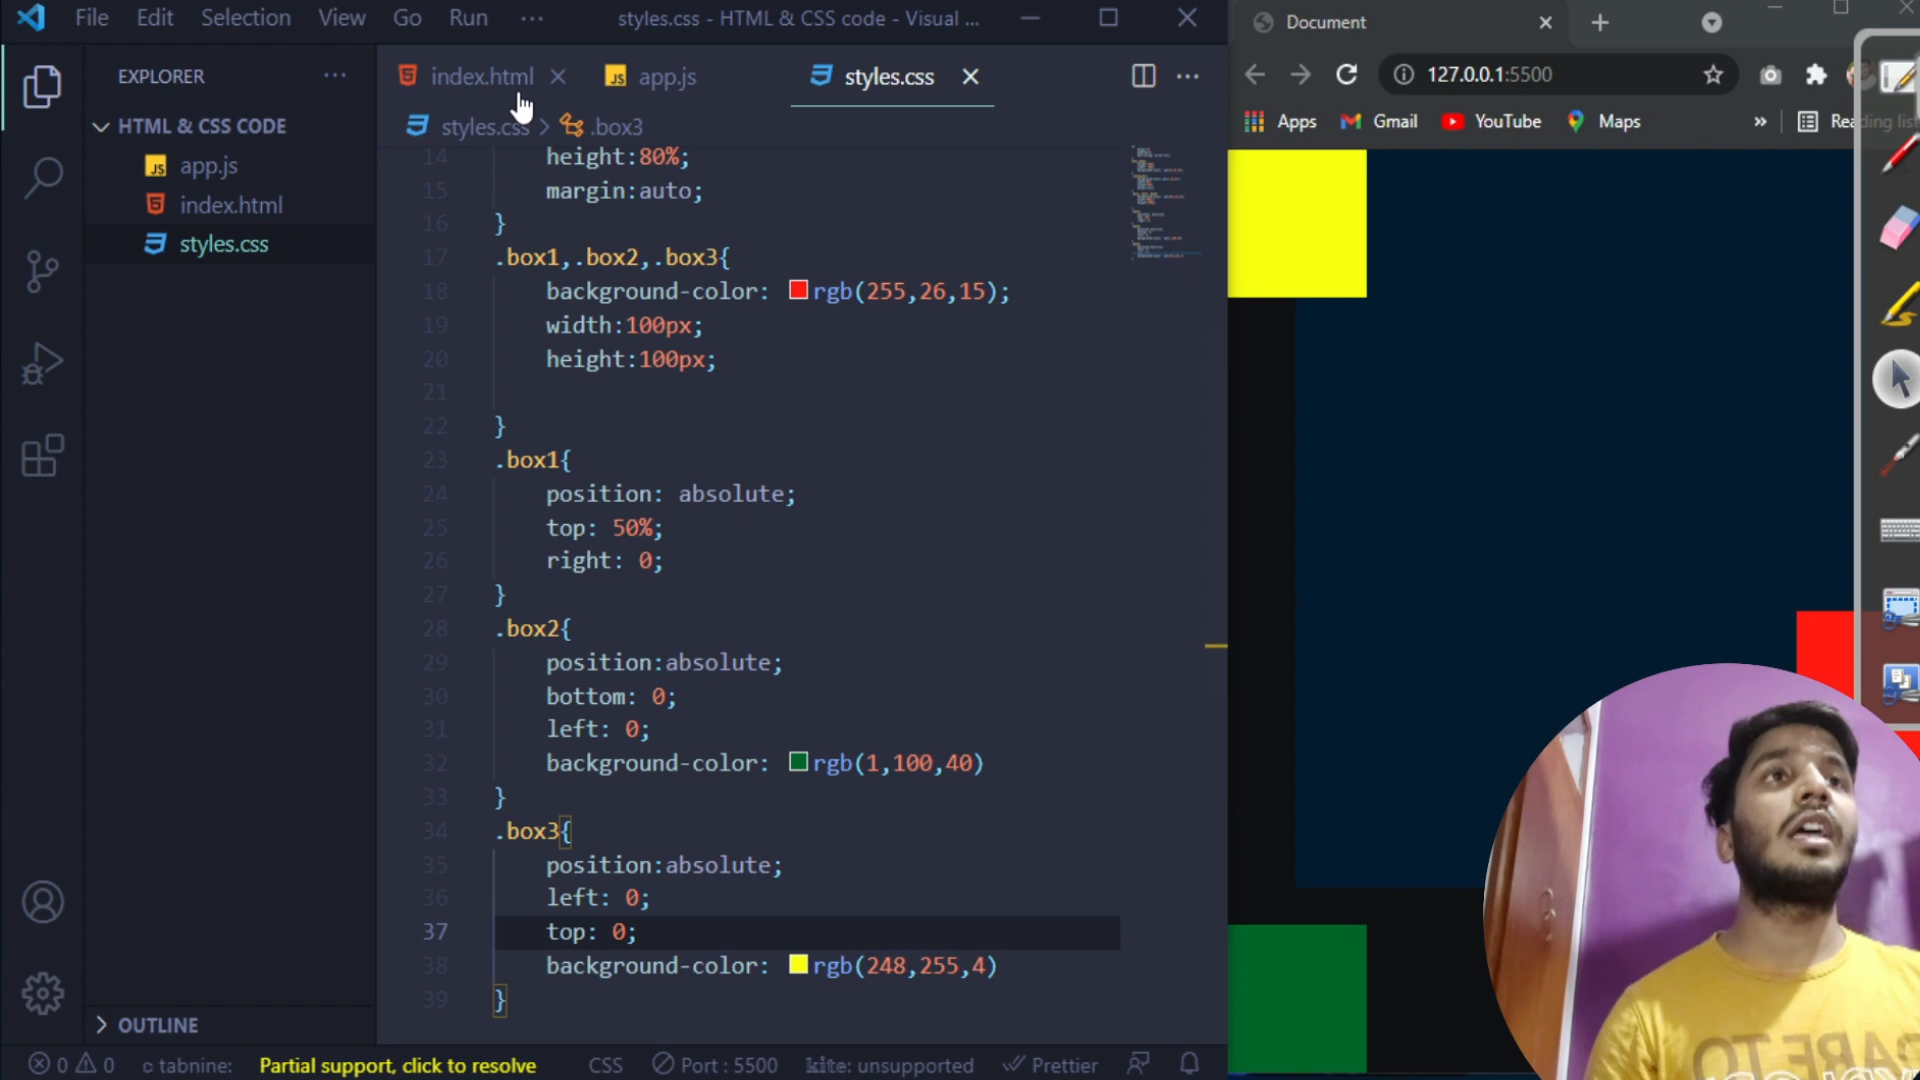 File Edit Selection View Go Run ··· styles.css - HTML & CSS code - Visual ...
Document
EXPLORER ···
index.html
JS app.js
styles.css
···
127.0.0.1:5500
HTML & CSS CODE
styles.css > .box3
Apps Gmail YouTube Maps » Reading list
JS app.js
index.html
styles.css
14 height:80%;
15 margin:auto;
16 }
17 .box1,.box2,.box3{
18 background-color: rgb(255,26,15);
19 width:100px;
20 height:100px;
21
22 }
23 .box1{
24 position: absolute;
25 top: 50%;
26 right: 0;
27 }
28 .box2{
29 position:absolute;
30 bottom: 0;
31 left: 0;
32 background-color: rgb(1,100,40)
33 }
34 .box3{
35 position:absolute;
36 left: 0;
37 top: 0;
38 background-color: rgb(248,255,4)
39 }
OUTLINE
0 0 tabnine: Partial support, click to resolve CSS Port : 5500 kite: unsupported Prettier